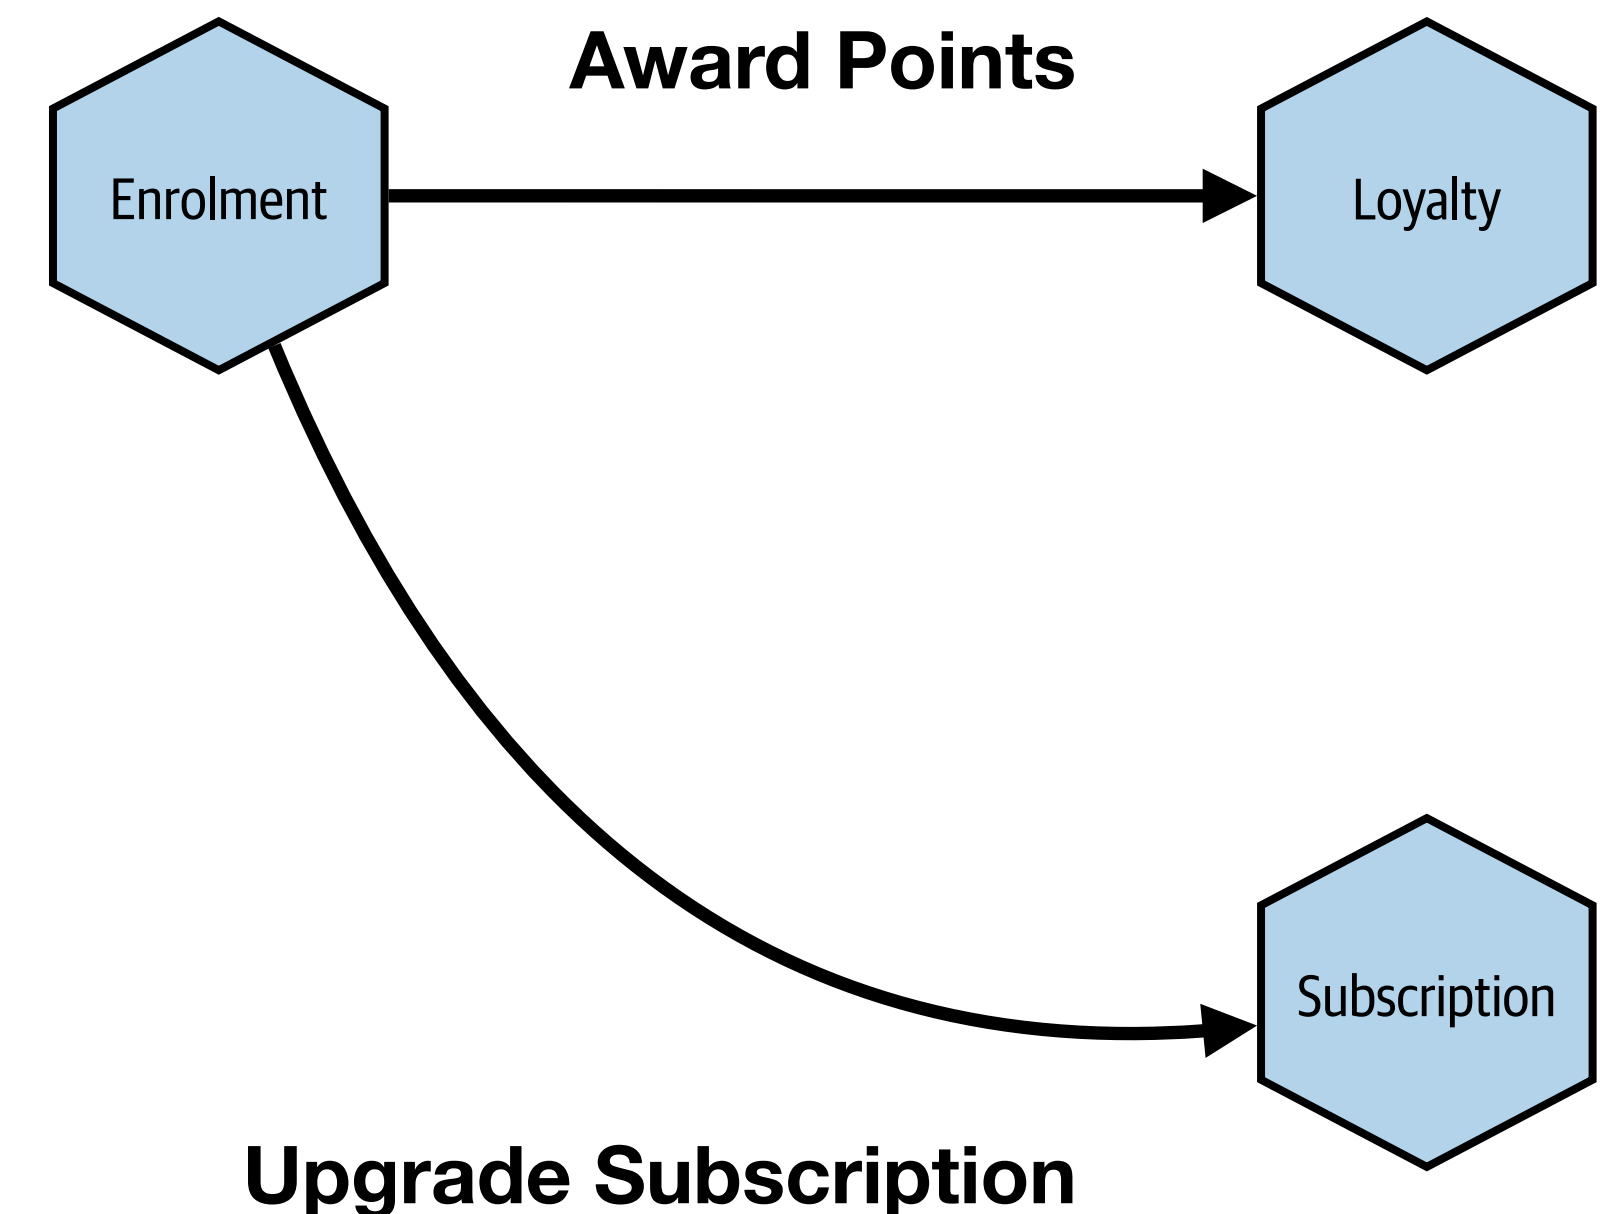 Award Points
Enrolment
Loyalty
Subscription
Upgrade Subscription